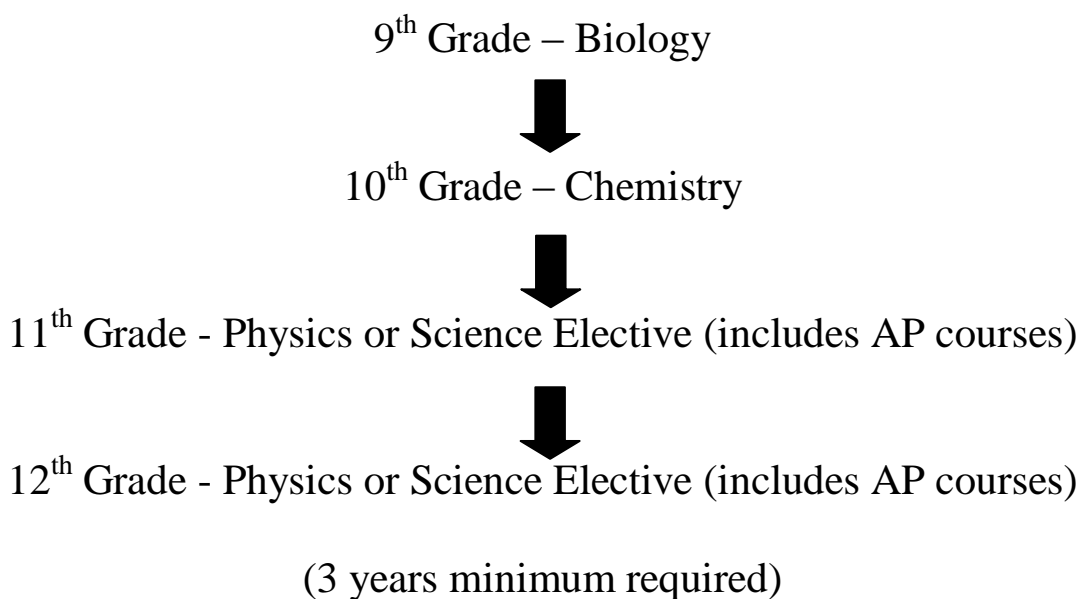 9th Grade – Biology
10th Grade – Chemistry
11th Grade - Physics or Science Elective (includes AP courses)
12th Grade - Physics or Science Elective (includes AP courses)
(3 years minimum required)